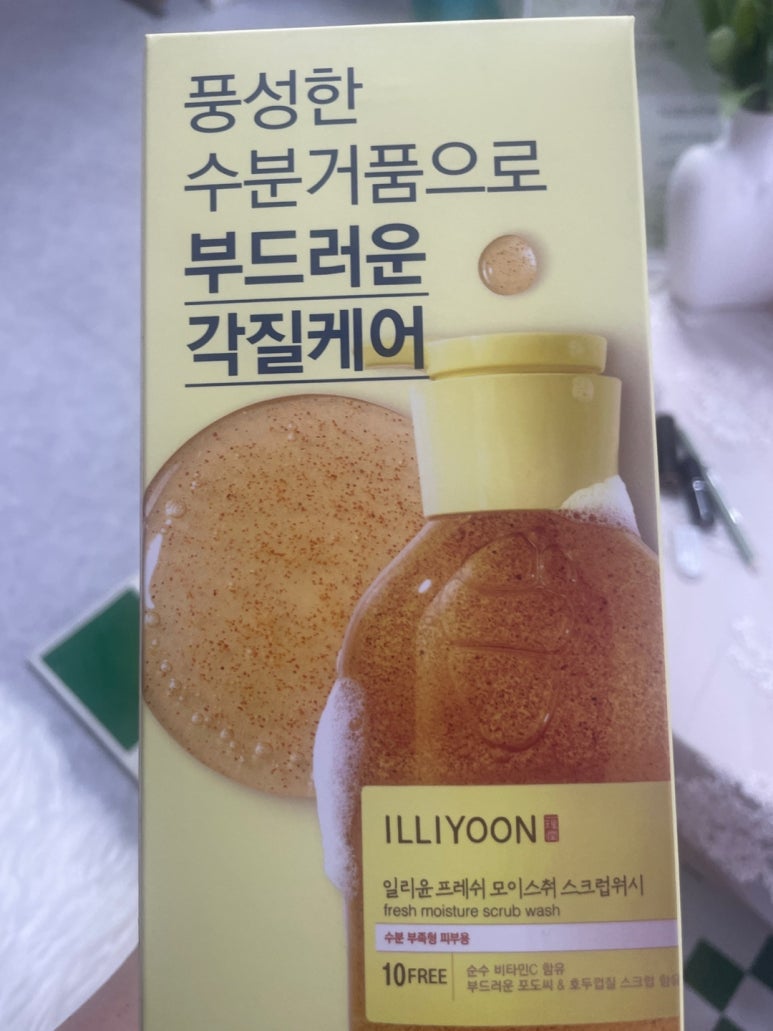 풍성한
수분거품으로
부드러운
각질케어
ILLIYOON
일리윤 프레쉬 모이스춰 스크럽워시
fresh moisture scrub wash
수분 부족형 피부용
10FREE
순수 비타민C 함유
부드러운 포도씨 & 호두껍질 스크럽 함유